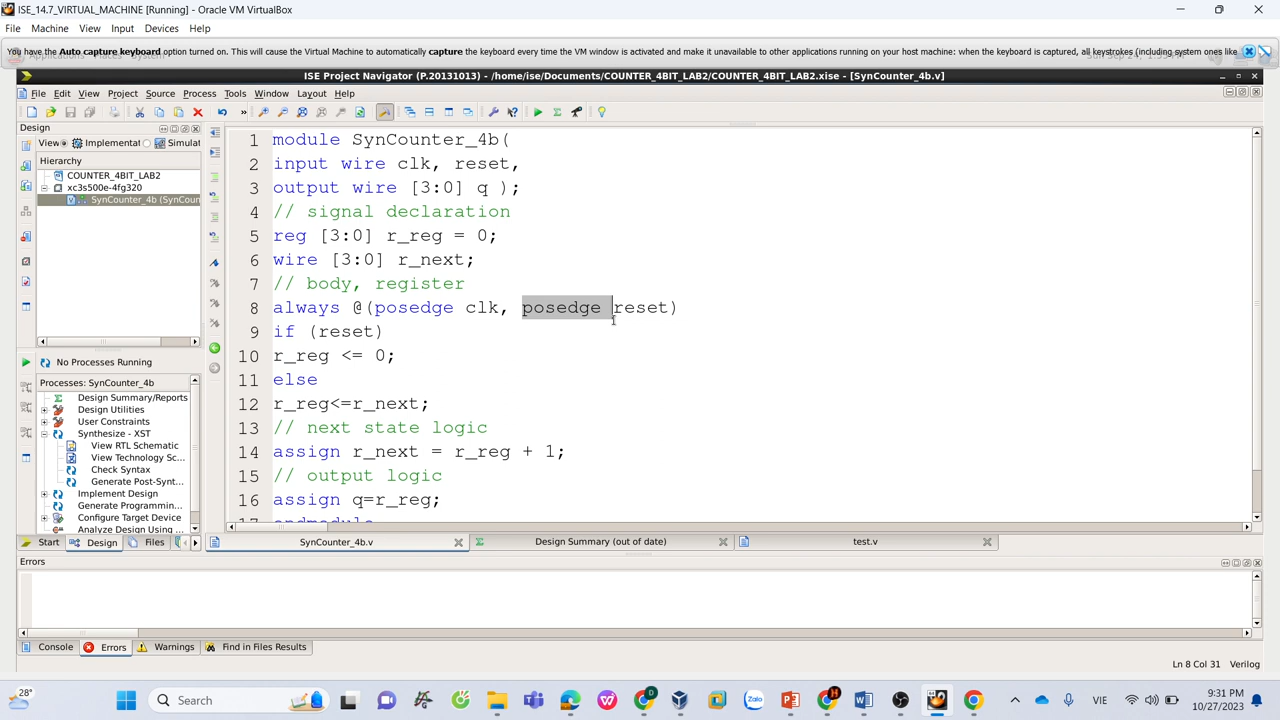 ISE_14.7_VIRTUAL_MACHINE [Running] - Oracle VM VirtualBox
File Machine View Input Devices Help
You have the Auto capture keyboard option turned on. This will cause the Virtual Machine to automatically capture the keyboard every time the VM window is activated and make it unavailable to other applications running on your host machine: when the keyboard is captured, all keystrokes (including system ones like
ISE Project Navigator (P.20131013) - /home/ise/Documents/COUNTER_4BIT_LAB2/COUNTER_4BIT_LAB2.xise - [SynCounter_4b.v]
File Edit View Project Source Process Tools Window Layout Help
Design
View Implementat Simulat
Hierarchy
COUNTER_4BIT_LAB2
xc3s500e-4fg320
SynCounter_4b (SynCoun
No Processes Running
Processes: SynCounter_4b
Design Summary/Reports
Design Utilities
User Constraints
Synthesize - XST
View RTL Schematic
View Technology Sc...
Check Syntax
Generate Post-Synt...
Implement Design
Generate Programmin...
Configure Target Device
Analyze Design Using ...
Start Design Files
1 module SynCounter_4b(
2 input wire clk, reset,
3 output wire [3:0] q );
4 // signal declaration
5 reg [3:0] r_reg = 0;
6 wire [3:0] r_next;
7 // body, register
8 always @(posedge clk, posedge reset)
9 if (reset)
10 r_reg <= 0;
11 else
12 r_reg<=r_next;
13 // next state logic
14 assign r_next = r_reg + 1;
15 // output logic
16 assign q=r_reg;
17 endmodule
SynCounter_4b.v Design Summary (out of date) test.v
Errors
Console Errors Warnings Find in Files Results
Ln 8 Col 31 Verilog
28°
Search
VIE
9:31 PM
10/27/2023